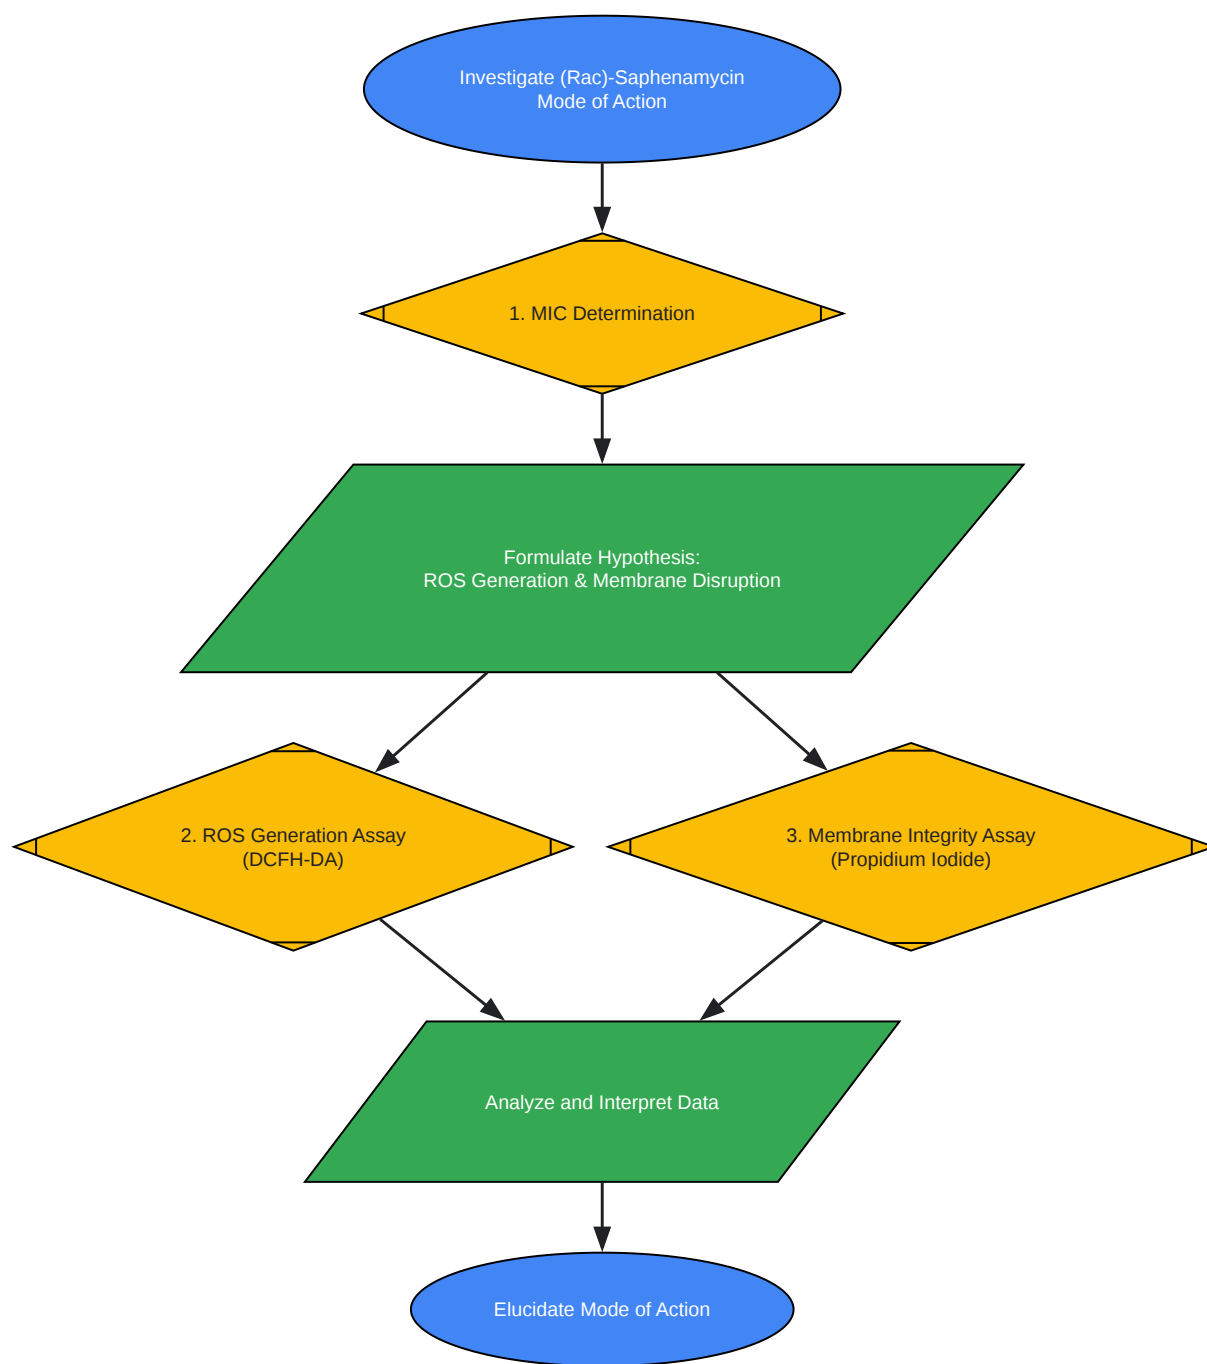 Investigate (Rac)-Saphenamycin
Mode of Action
1. MIC Determination
Formulate Hypothesis:
ROS Generation & Membrane Disruption
2. ROS Generation Assay
(DCFH-DA)
3. Membrane Integrity Assay
(Propidium Iodide)
Analyze and Interpret Data
Elucidate Mode of Action